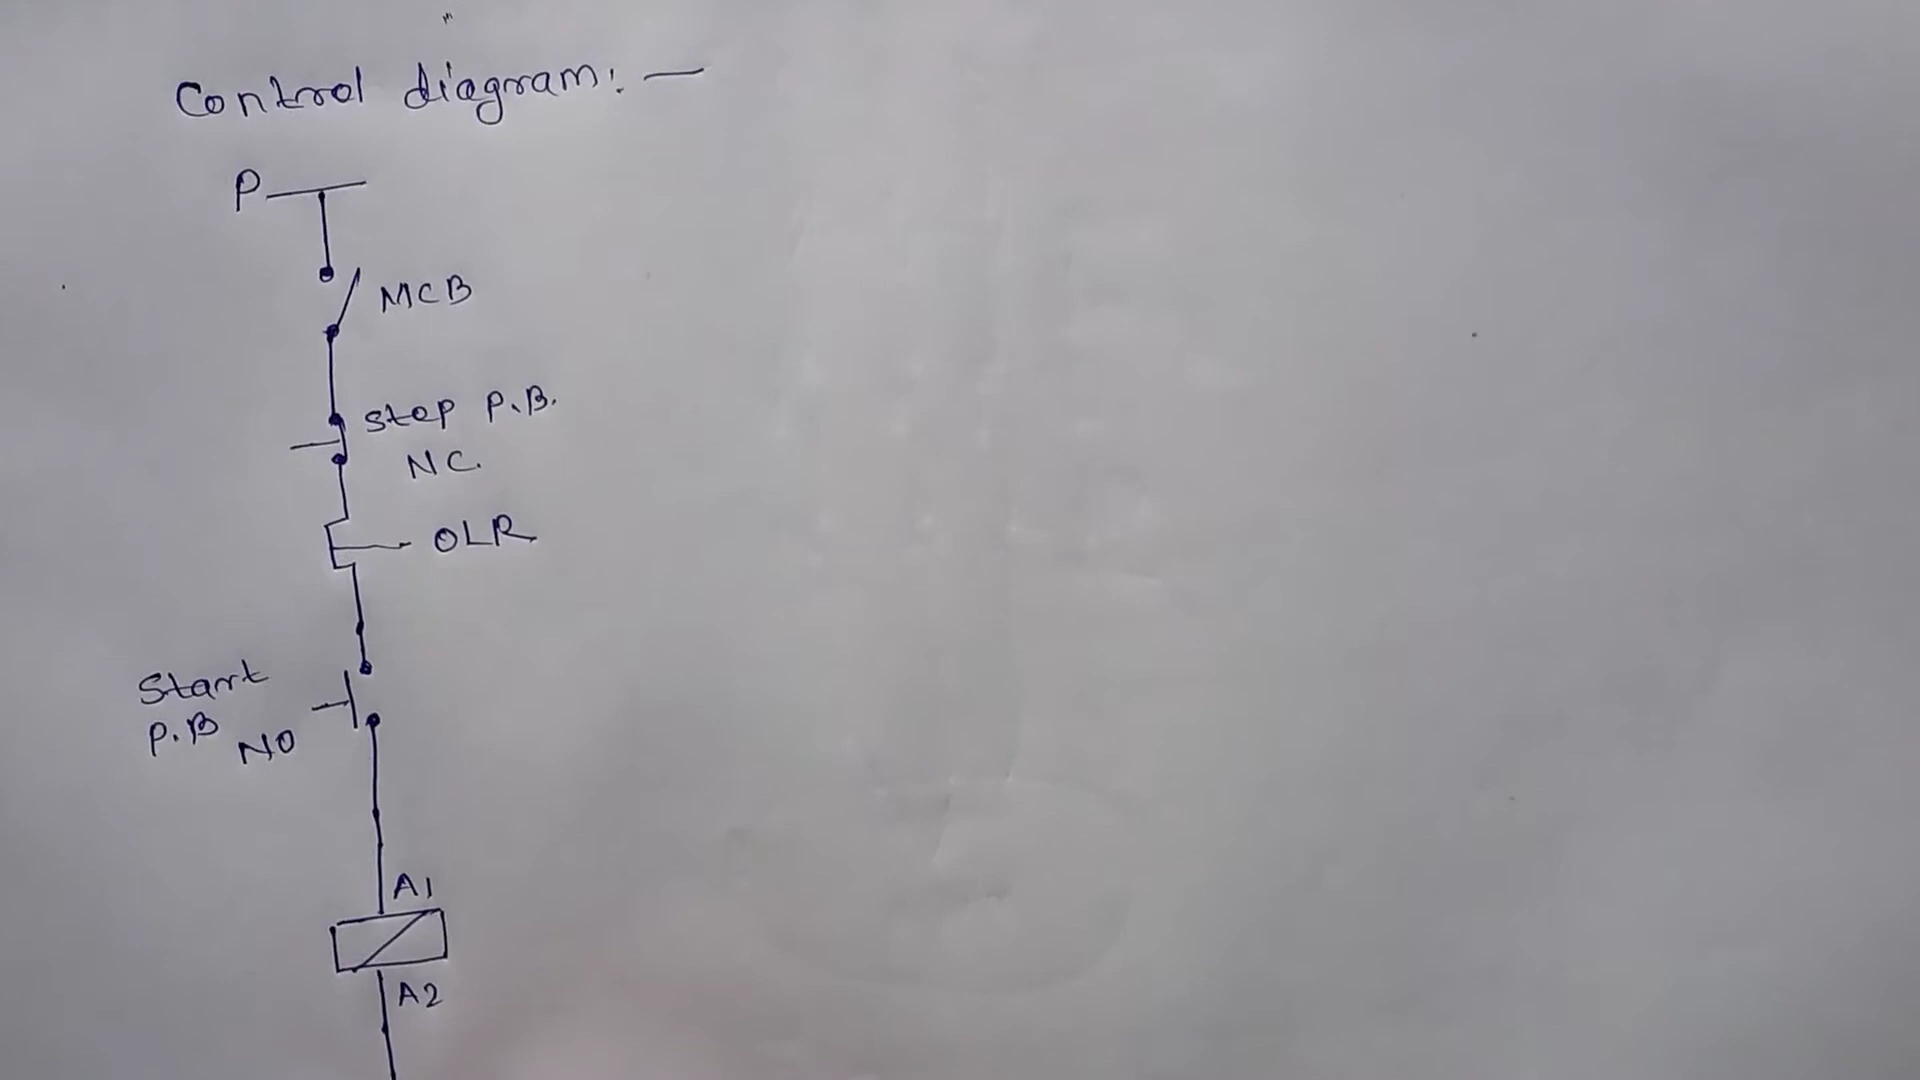 Control diagram: —
P
MCB
Stop P.B.
NC.
OLR
Start
P.B
NO
A1
A2